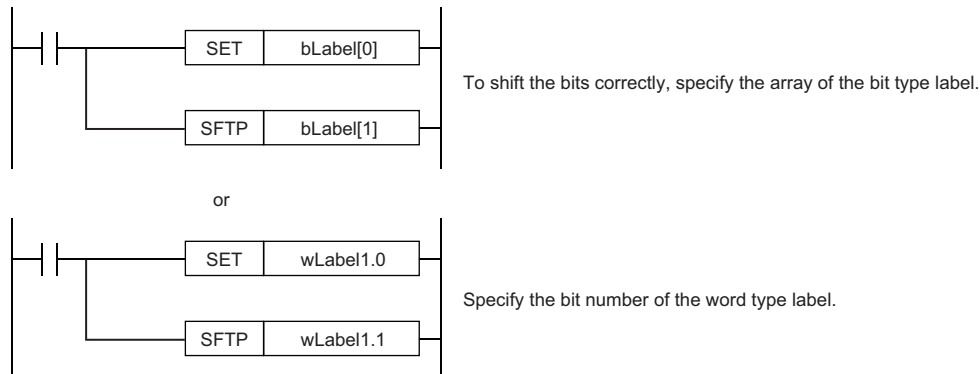 SET bLabel[0]
To shift the bits correctly, specify the array of the bit type label.
SFTP bLabel[1]
or
SET wLabel1.0
Specify the bit number of the word type label.
SFTP wLabel1.1